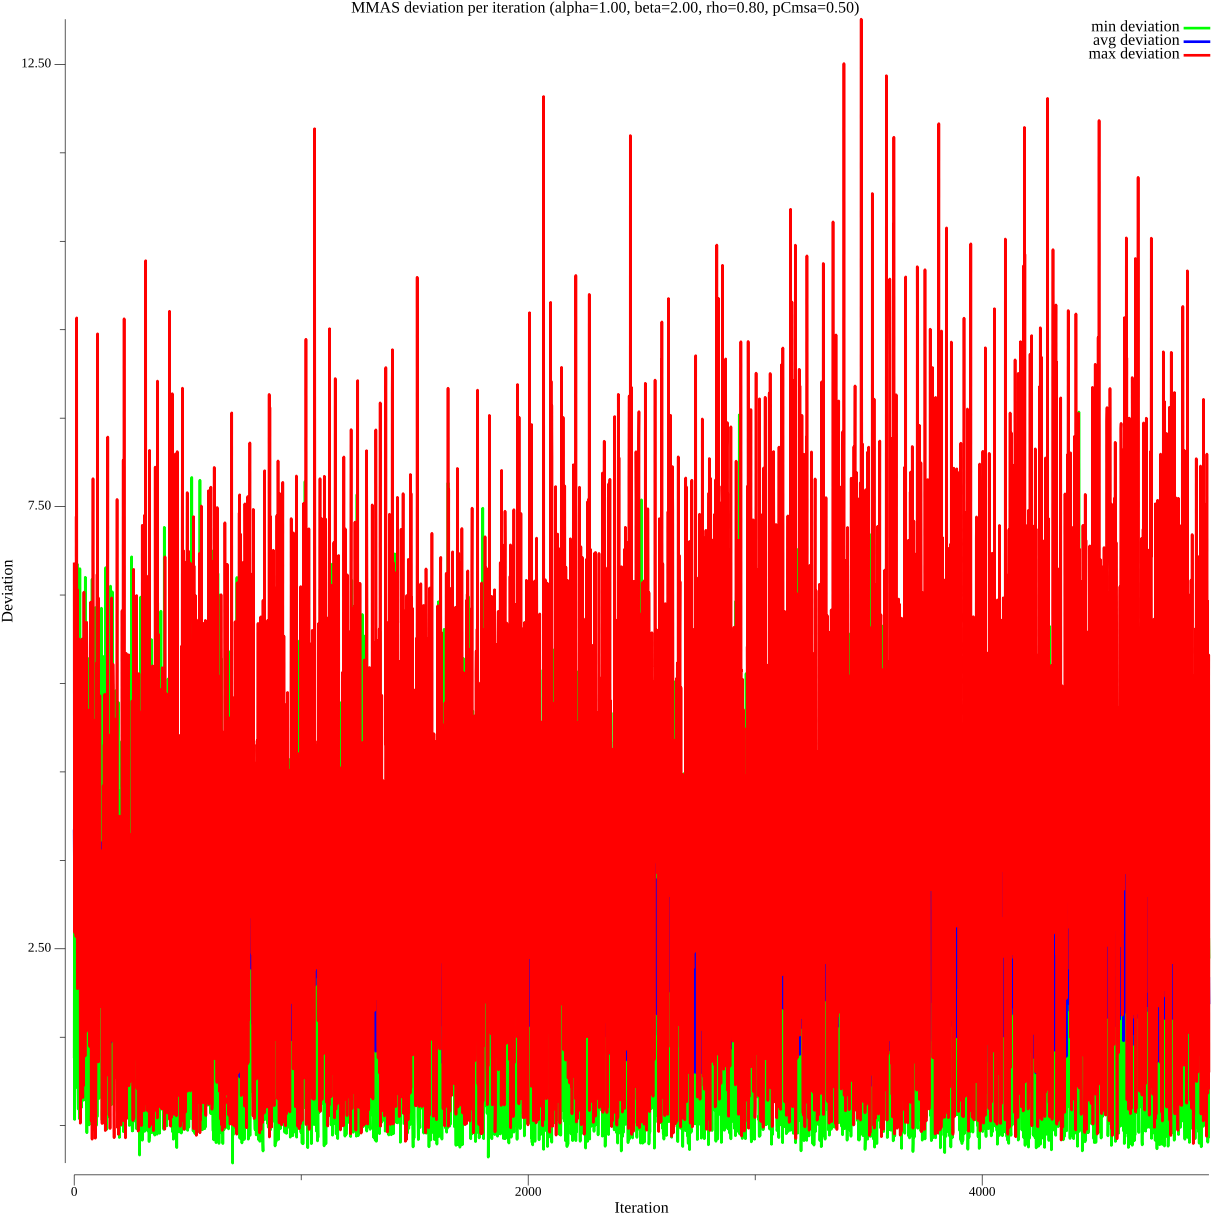 MMAS deviation per iteration (alpha=1.00, beta=2.00, rho=0.80, pCmsa=0.50)
min deviation
avg deviation
max deviation
12.50
7.50
2.50
Deviation
0
2000
4000
Iteration